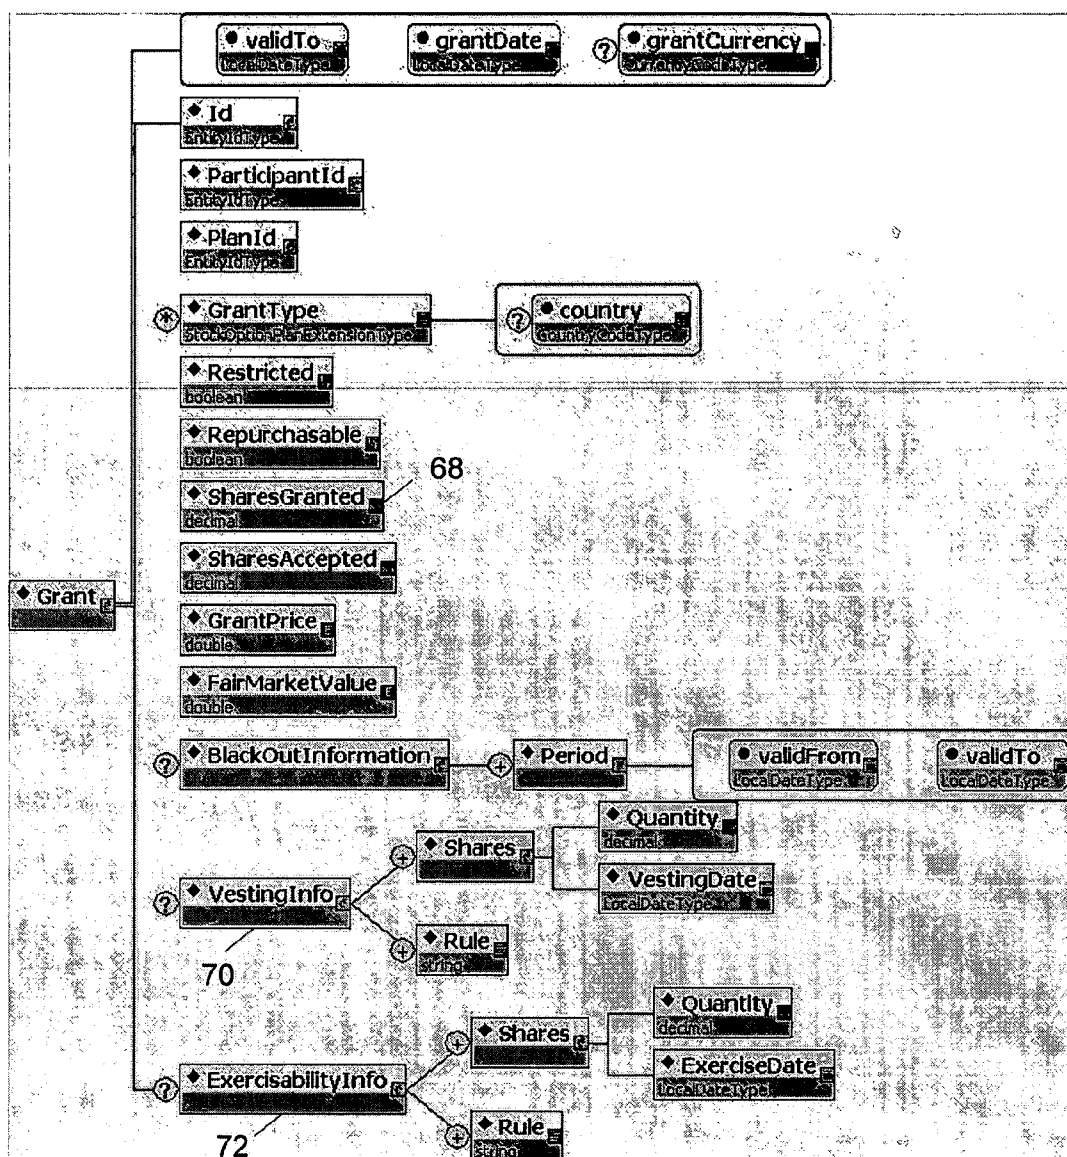 validTo
LocalDateType
grantDate
LocalDateType
? grantCurrency
CurrencyCodeType
Id
EntityIdType
ParticipantId
EntityIdType
PlanId
EntityIdType
* GrantType
StockOptionPlanExtensionType
? country
CountryCodeType
Restricted
boolean
Repurchasable
boolean
SharesGranted
decimal
68
SharesAccepted
decimal
Grant
GrantPrice
double
FairMarketValue
double
? BlackOutInformation
+ Period
validFrom
LocalDateType
validTo
LocalDateType
? VestingInfo
70
+ Shares
Quantity
decimal
VestingDate
LocalDateType
+ Rule
string
? ExercisabilityInfo
72
+ Shares
Quantity
decimal
ExerciseDate
LocalDateType
+ Rule
string